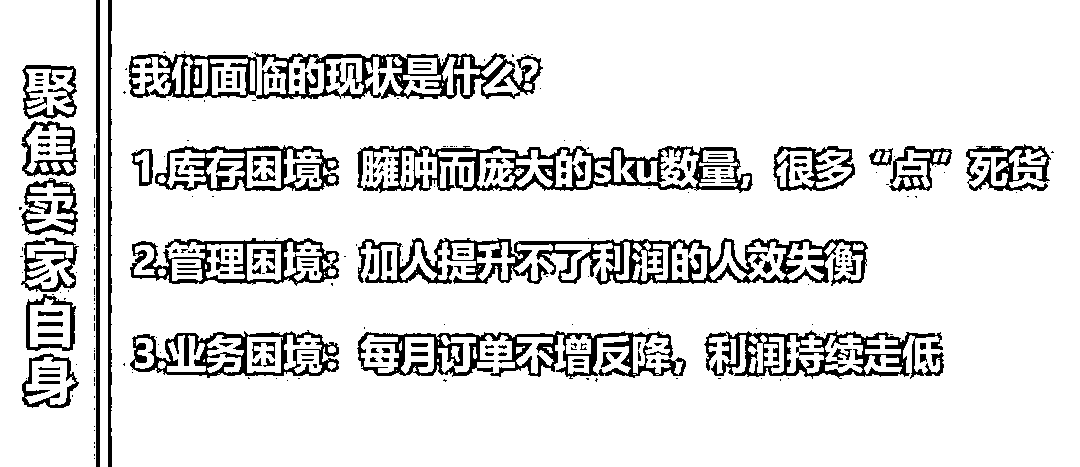 聚焦卖家自身
我们面临的现状是什么?
1.库存困境：臃肿而庞大的sku数量，很多“点”死货
2.管理困境：加人提升不了利润的人效失衡
3.业务困境：每月订单不增反降，利润持续走低